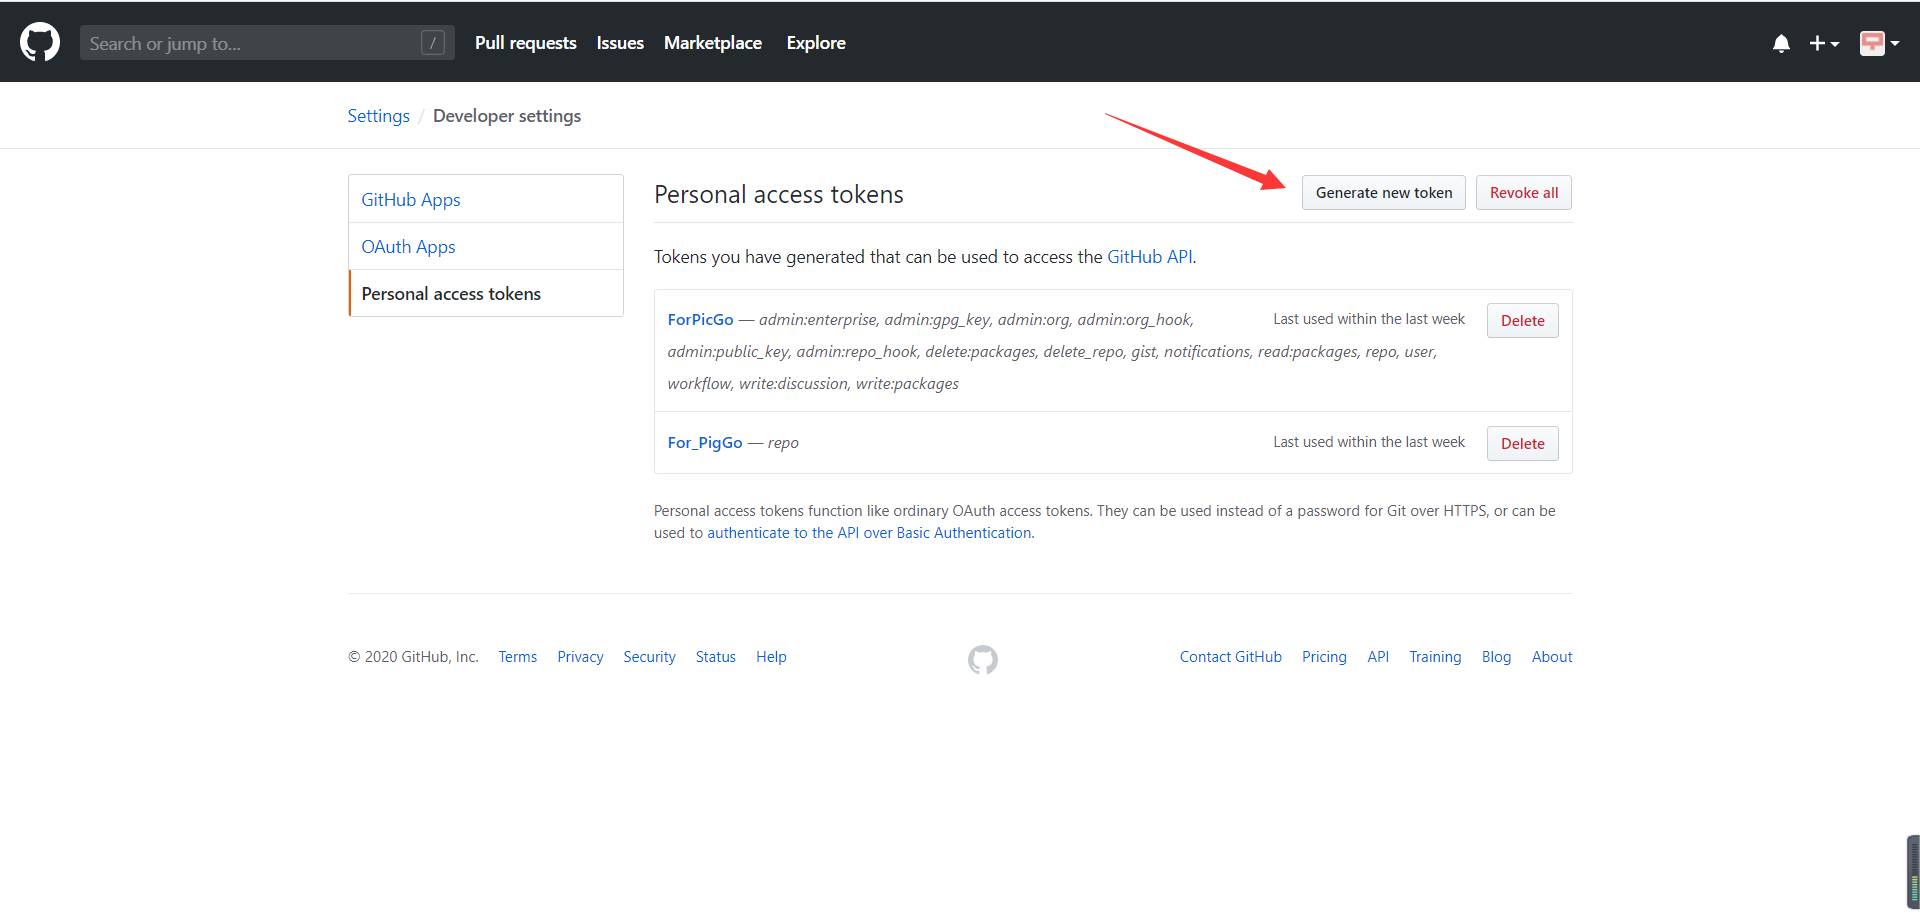 Search or jump to... / Pull requests Issues Marketplace Explore
Settings / Developer settings
GitHub Apps
OAuth Apps
Personal access tokens
Personal access tokens Generate new token Revoke all
Tokens you have generated that can be used to access the GitHub API.
ForPicGo — admin:enterprise, admin:gpg_key, admin:org, admin:org_hook, Last used within the last week Delete
admin:public_key, admin:repo_hook, delete:packages, delete_repo, gist, notifications, read:packages, repo, user,
workflow, write:discussion, write:packages
For_PigGo — repo Last used within the last week Delete
Personal access tokens function like ordinary OAuth access tokens. They can be used instead of a password for Git over HTTPS, or can be
used to authenticate to the API over Basic Authentication.
© 2020 GitHub, Inc. Terms Privacy Security Status Help Contact GitHub Pricing API Training Blog About